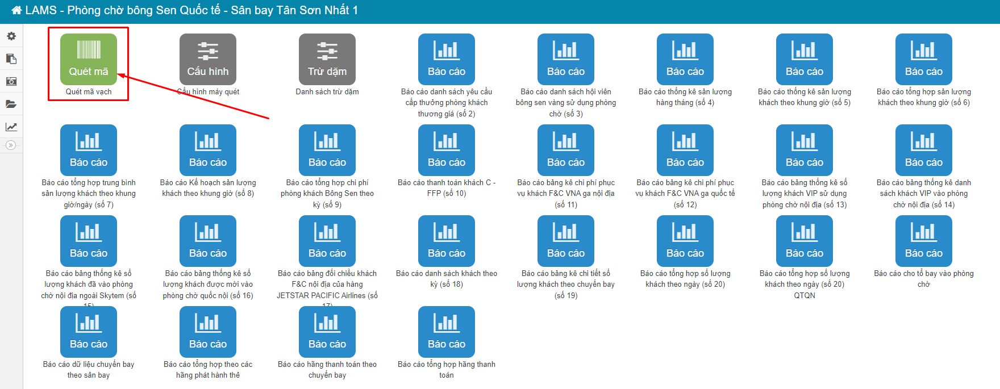 LAMS - Phòng chờ bông Sen Quốc tế - Sân bay Tân Sơn Nhất 1
Quét mã
Quét mã vạch
Cấu hình
Cấu hình máy quét
Trừ dặm
Danh sách trừ dặm
Báo cáo
Báo cáo danh sách yêu cầu
cấp thưởng phòng khách
thương giá (số 2)
Báo cáo
Báo cáo danh sách hội viên
bông sen vàng sử dụng phòng
chờ (số 3)
Báo cáo
Báo cáo thống kê sản lượng
hàng tháng (số 4)
Báo cáo
Báo cáo thống kê sản lượng
khách theo khung giờ (số 5)
Báo cáo
Báo cáo tổng hợp sản lượng
khách theo khung giờ (số 6)
Báo cáo
Báo cáo tổng hợp trung bình
sản lượng khách theo khung
giờ/ngày (số 7)
Báo cáo
Báo cáo Kế hoạch sản lượng
khách theo khung giờ (số 8)
Báo cáo
Báo cáo tổng hợp chi phí
phòng khách Bông Sen theo
kỳ (số 9)
Báo cáo
Báo cáo thanh toán khách C -
FFP (số 10)
Báo cáo
Báo cáo bảng kê chi phí phục
vụ khách F&C VNA ga nội địa
(số 11)
Báo cáo
Báo cáo bảng kê chi phí phục
vụ khách F&C VNA ga quốc tế
(số 12)
Báo cáo
Báo cáo bảng thống kê số
lượng khách VIP sử dụng
phòng chờ nội địa (số 13)
Báo cáo
Báo cáo bảng thống kê danh
sách khách VIP vào phòng
chờ nội địa (số 14)
Báo cáo
Báo cáo bảng thống kê số
lượng khách đã vào phòng
chờ nội địa ngoài Skytem (số
15)
Báo cáo
Báo cáo bảng thống kê số
lượng khách được mời vào
phòng chờ quốc nội (số 16)
Báo cáo
Báo cáo bảng đối chiếu khách
F&C nội địa của hàng
JETSTAR PACIFIC Airlines (số
17)
Báo cáo
Báo cáo danh sách khách theo
kỳ (số 18)
Báo cáo
Báo cáo bảng kê chi tiết số
lượng khách theo chuyến bay
(số 19)
Báo cáo
Báo cáo tổng hợp số lượng
khách theo ngày (số 20)
Báo cáo
Báo cáo tổng hợp số lượng
khách theo ngày (số 20)
QTQN
Báo cáo
Báo cáo cho tổ bay vào phòng
chờ
Báo cáo
Báo cáo dữ liệu chuyến bay
theo sân bay
Báo cáo
Báo cáo tổng hợp theo các
hãng phát hành thẻ
Báo cáo
Báo cáo hãng thanh toán theo
chuyến bay
Báo cáo
Báo cáo tổng hợp hãng thanh
toán